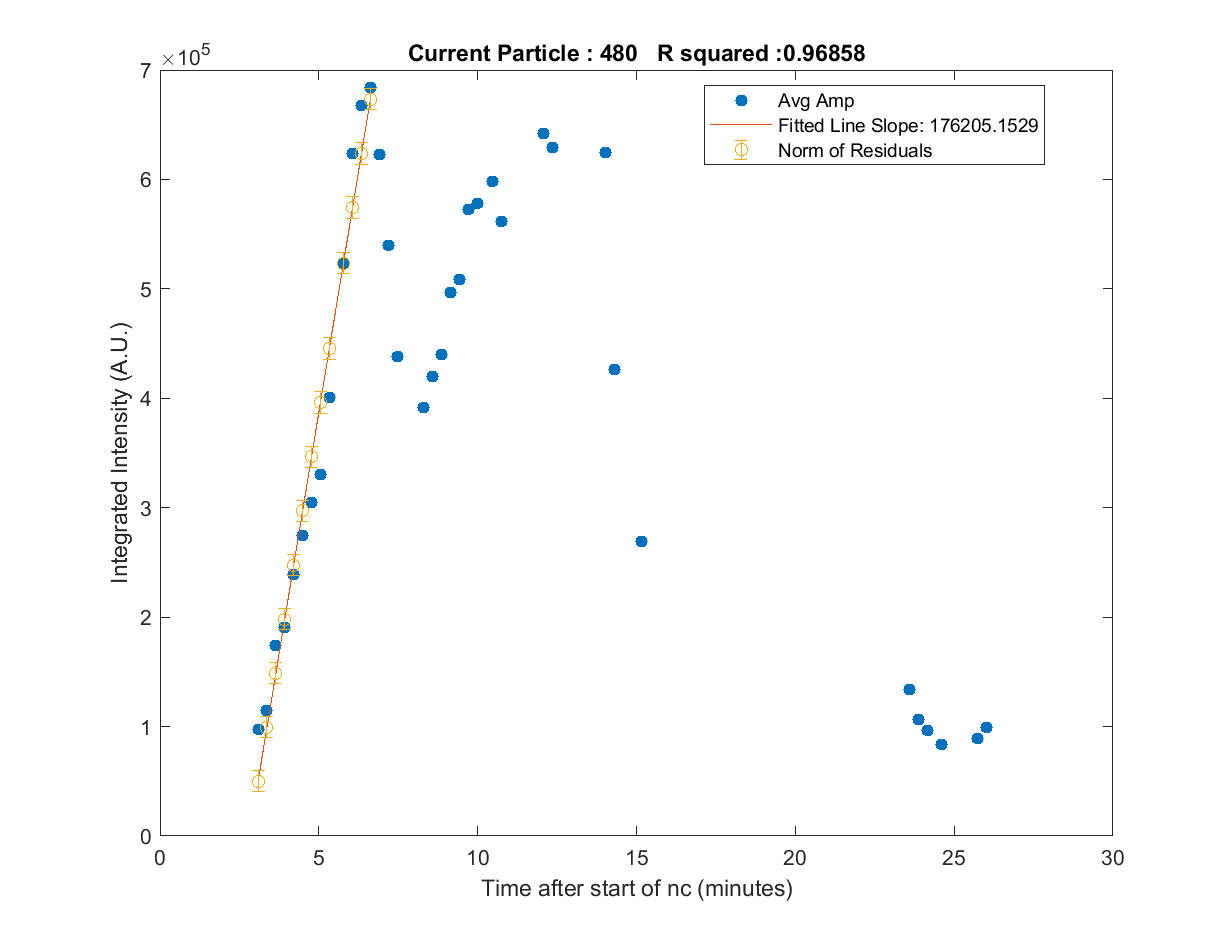 Current Particle : 480 R squared :0.96858
×10^5
7
6
5
4
3
2
1
0
0 5 10 15 20 25 30
Integrated Intensity (A.U.)
Time after start of nc (minutes)
Avg Amp
Fitted Line Slope: 176205.1529
Norm of Residuals